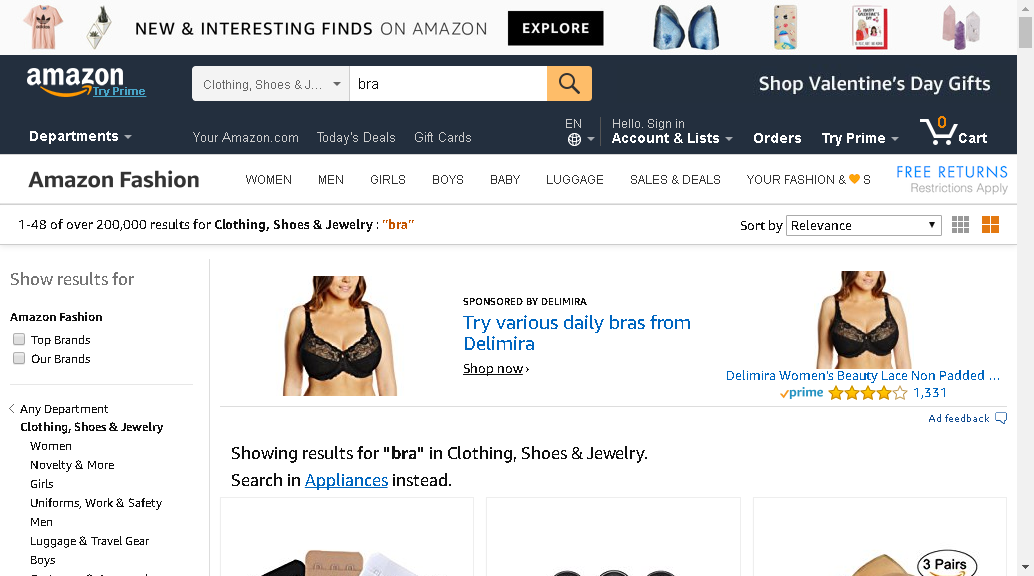 NEW & INTERESTING FINDS ON AMAZON EXPLORE
amazon
Try Prime
Clothing, Shoes & J... bra
Shop Valentine's Day Gifts
Departments
Your Amazon.com Today's Deals Gift Cards
EN
Hello. Sign in
Account & Lists
Orders
Try Prime
0
Cart
Amazon Fashion
WOMEN MEN GIRLS BOYS BABY LUGGAGE SALES & DEALS YOUR FASHION & 🧡 S
FREE RETURNS
Restrictions Apply
1-48 of over 200,000 results for Clothing, Shoes & Jewelry : "bra"
Sort by Relevance
Show results for
Amazon Fashion
Top Brands
Our Brands
Any Department
Clothing, Shoes & Jewelry
Women
Novelty & More
Girls
Uniforms, Work & Safety
Men
Luggage & Travel Gear
Boys
SPONSORED BY DELIMIRA
Try various daily bras from
Delimira
Shop now ›
Delimira Women's Beauty Lace Non Padded ...
prime 1,331
Ad feedback
Showing results for "bra" in Clothing, Shoes & Jewelry.
Search in Appliances instead.
3 Pairs